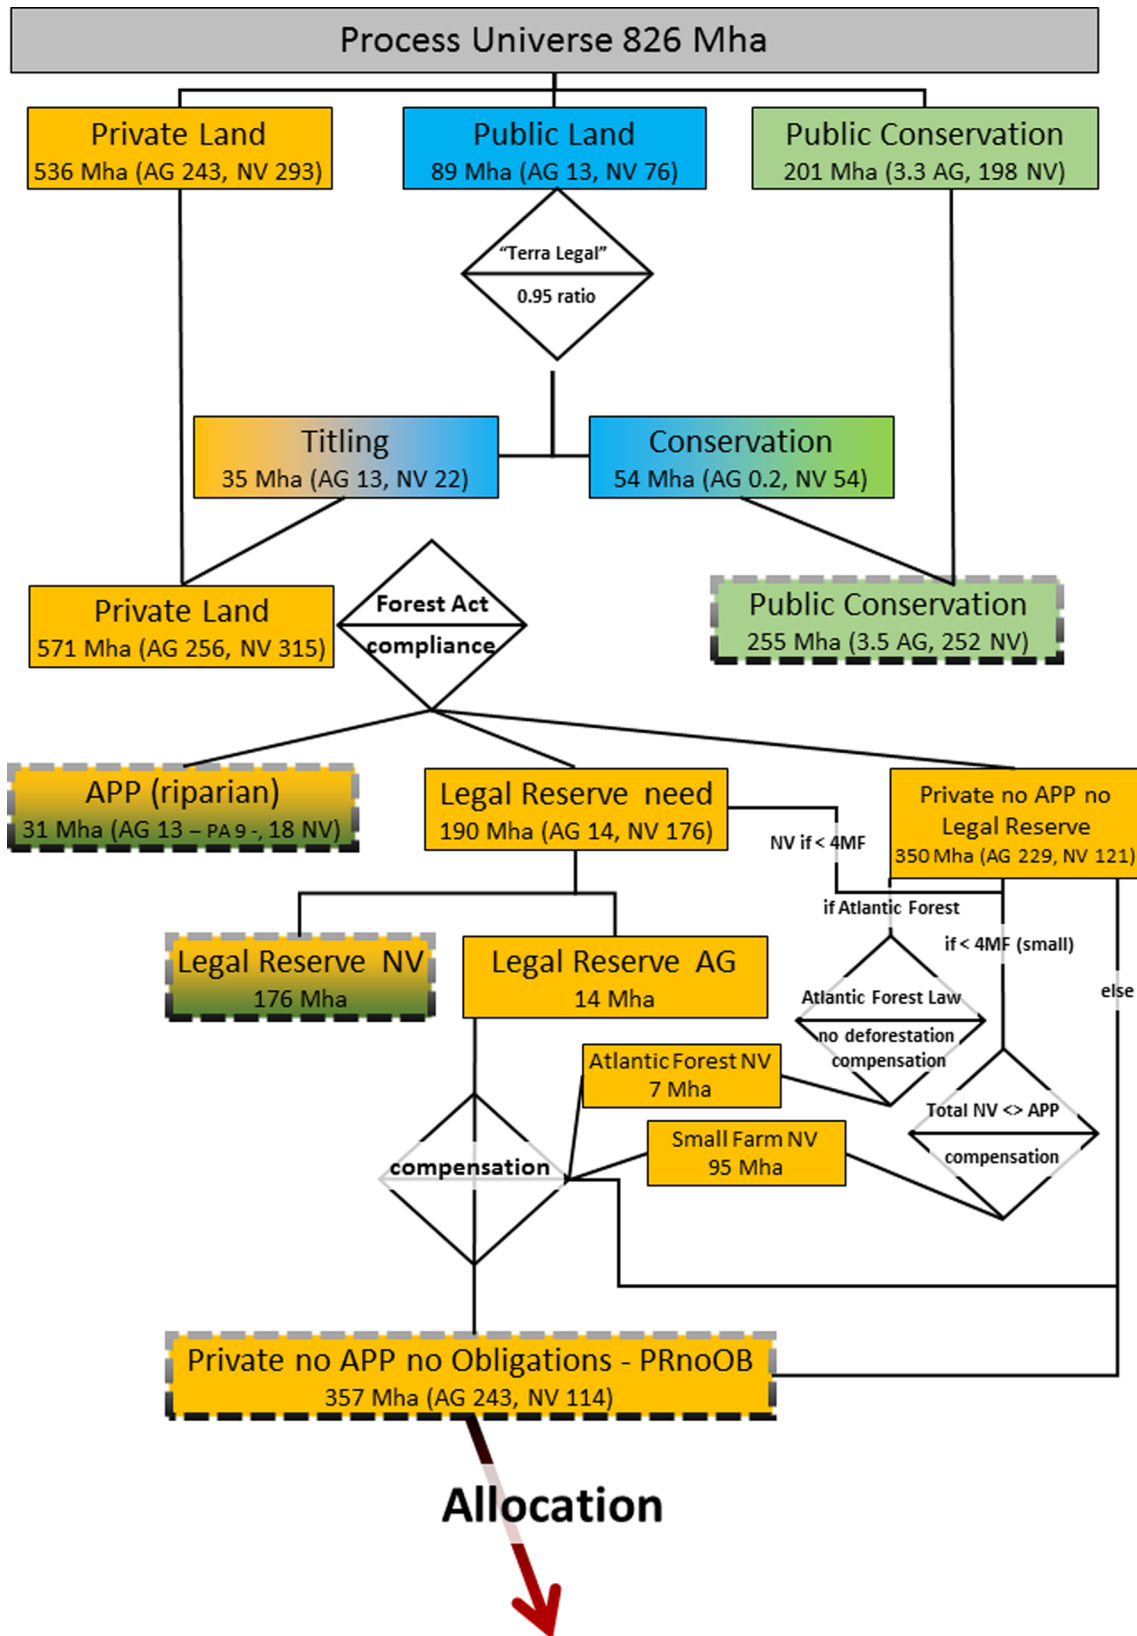 Process Universe 826 Mha
Private Land
536 Mha (AG 243, NV 293)
Public Land
89 Mha (AG 13, NV 76)
Public Conservation
201 Mha (3.3 AG, 198 NV)
“Terra Legal”
0.95 ratio
Titling
35 Mha (AG 13, NV 22)
Conservation
54 Mha (AG 0.2, NV 54)
Private Land
571 Mha (AG 256, NV 315)
Forest Act
compliance
Public Conservation
255 Mha (3.5 AG, 252 NV)
APP (riparian)
31 Mha (AG 13 – PA 9 -, 18 NV)
Legal Reserve need
190 Mha (AG 14, NV 176)
Private no APP no
Legal Reserve
350 Mha (AG 229, NV 121)
NV if < 4MF
if Atlantic Forest
if < 4MF (small)
else
Legal Reserve NV
176 Mha
Legal Reserve AG
14 Mha
Atlantic Forest Law
no deforestation
compensation
Atlantic Forest NV
7 Mha
Total NV <> APP
compensation
Small Farm NV
95 Mha
compensation
Private no APP no Obligations - PRnoOB
357 Mha (AG 243, NV 114)
Allocation